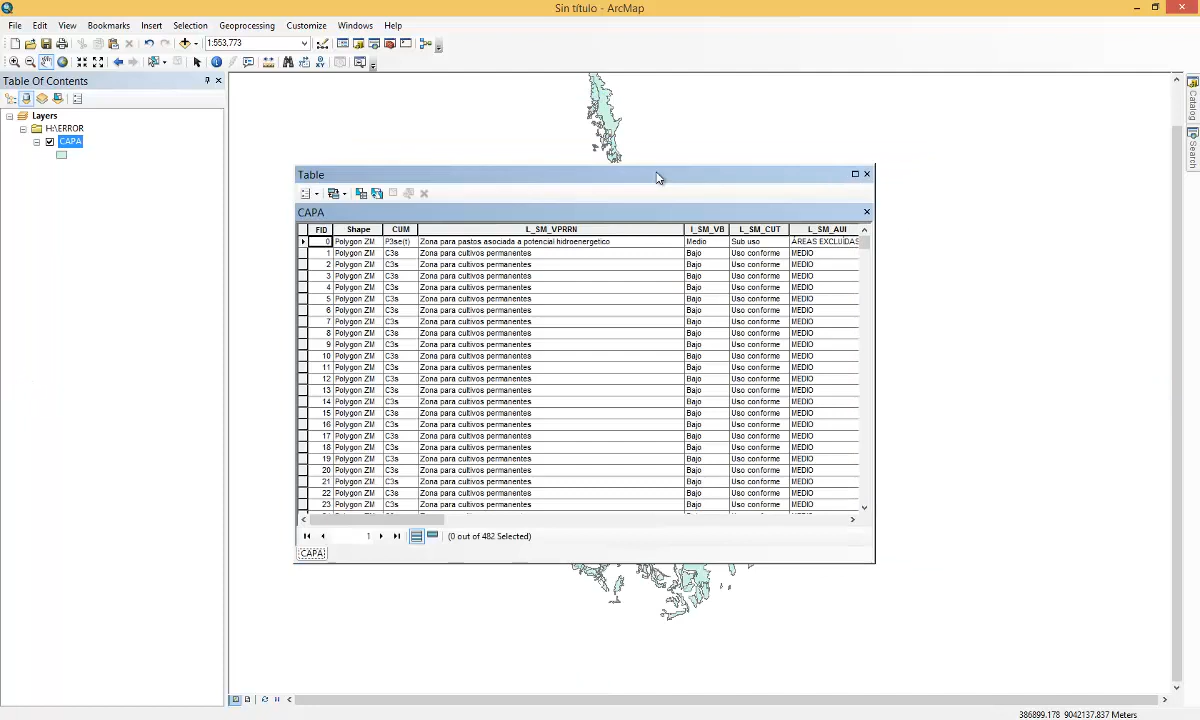 Sin título - ArcMap
File Edit View Bookmarks Insert Selection Geoprocessing Customize Windows Help
1:553,773
Table Of Contents
Layers
H:\ERROR
CAPA
Catalog
Search
Table
CAPA
FID Shape CUM L_SM_VPRRN I_SM_VB L_SM_CUT L_SM_AUI
0 Polygon ZM P3se(t) Zona para pastos asociada a potencial hidroenergetico Medio Sub uso ÁREAS EXCLUÍDAS
1 Polygon ZM C3s Zona para cultivos permanentes Bajo Uso conforme MEDIO
2 Polygon ZM C3s Zona para cultivos permanentes Bajo Uso conforme MEDIO
3 Polygon ZM C3s Zona para cultivos permanentes Bajo Uso conforme MEDIO
4 Polygon ZM C3s Zona para cultivos permanentes Bajo Uso conforme MEDIO
5 Polygon ZM C3s Zona para cultivos permanentes Bajo Uso conforme MEDIO
6 Polygon ZM C3s Zona para cultivos permanentes Bajo Uso conforme MEDIO
7 Polygon ZM C3s Zona para cultivos permanentes Bajo Uso conforme MEDIO
8 Polygon ZM C3s Zona para cultivos permanentes Bajo Uso conforme MEDIO
9 Polygon ZM C3s Zona para cultivos permanentes Bajo Uso conforme MEDIO
10 Polygon ZM C3s Zona para cultivos permanentes Bajo Uso conforme MEDIO
11 Polygon ZM C3s Zona para cultivos permanentes Bajo Uso conforme MEDIO
12 Polygon ZM C3s Zona para cultivos permanentes Bajo Uso conforme MEDIO
13 Polygon ZM C3s Zona para cultivos permanentes Bajo Uso conforme MEDIO
14 Polygon ZM C3s Zona para cultivos permanentes Bajo Uso conforme MEDIO
15 Polygon ZM C3s Zona para cultivos permanentes Bajo Uso conforme MEDIO
16 Polygon ZM C3s Zona para cultivos permanentes Bajo Uso conforme MEDIO
17 Polygon ZM C3s Zona para cultivos permanentes Bajo Uso conforme MEDIO
18 Polygon ZM C3s Zona para cultivos permanentes Bajo Uso conforme MEDIO
19 Polygon ZM C3s Zona para cultivos permanentes Bajo Uso conforme MEDIO
20 Polygon ZM C3s Zona para cultivos permanentes Bajo Uso conforme MEDIO
21 Polygon ZM C3s Zona para cultivos permanentes Bajo Uso conforme MEDIO
22 Polygon ZM C3s Zona para cultivos permanentes Bajo Uso conforme MEDIO
23 Polygon ZM C3s Zona para cultivos permanentes Bajo Uso conforme MEDIO
1 (0 out of 482 Selected)
CAPA
386899.178 9042137.837 Meters